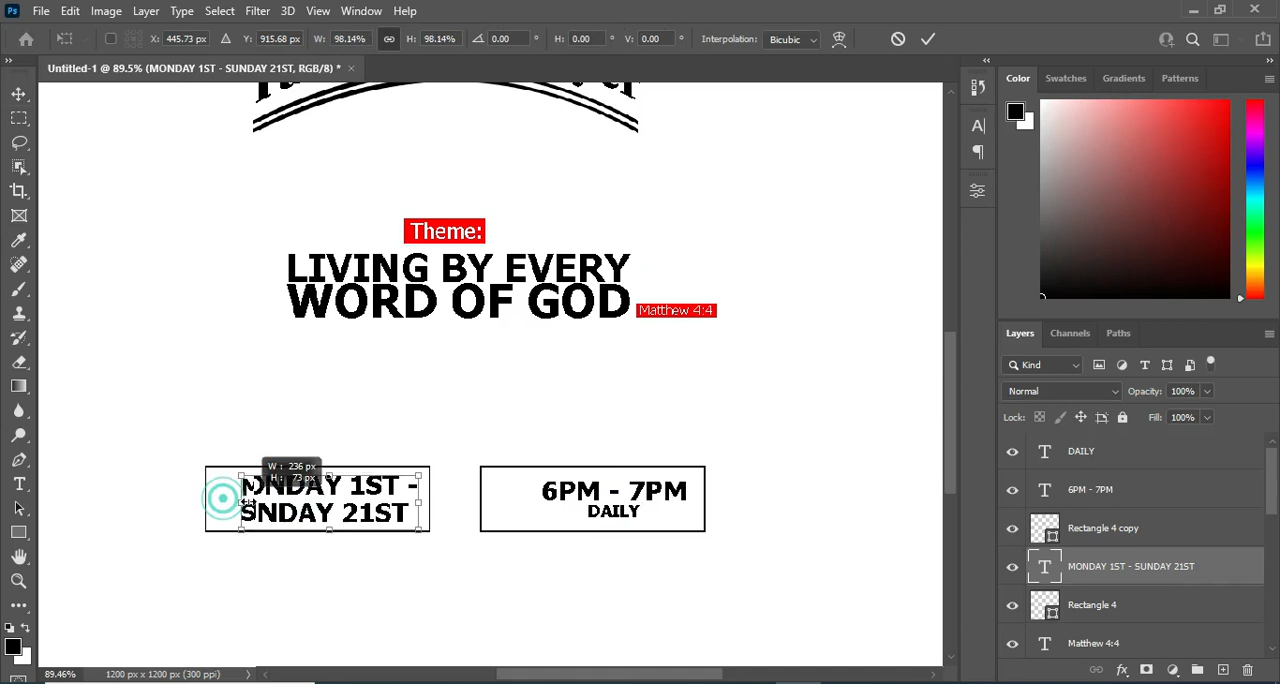 Ps File Edit Image Layer Type Select Filter 3D View Window Help
X: 445.73 px Y: 915.68 px W: 98.14% H: 98.14% 0.00 ° H: 0.00 ° V: 0.00 ° Interpolation: Bicubic
Untitled-1 @ 89.5% (MONDAY 1ST - SUNDAY 21ST, RGB/8) * ×
Color Swatches Gradients Patterns
Theme:
LIVING BY EVERY
WORD OF GOD Matthew 4:4
W : 236 px
H : 73 px
MONDAY 1ST -
SUNDAY 21ST
6PM - 7PM
DAILY
Layers Channels Paths
Kind
Normal Opacity: 100%
Lock: Fill: 100%
DAILY
6PM - 7PM
Rectangle 4 copy
MONDAY 1ST - SUNDAY 21ST
Rectangle 4
Matthew 4:4
89.46% 1200 px x 1200 px (300 ppi)